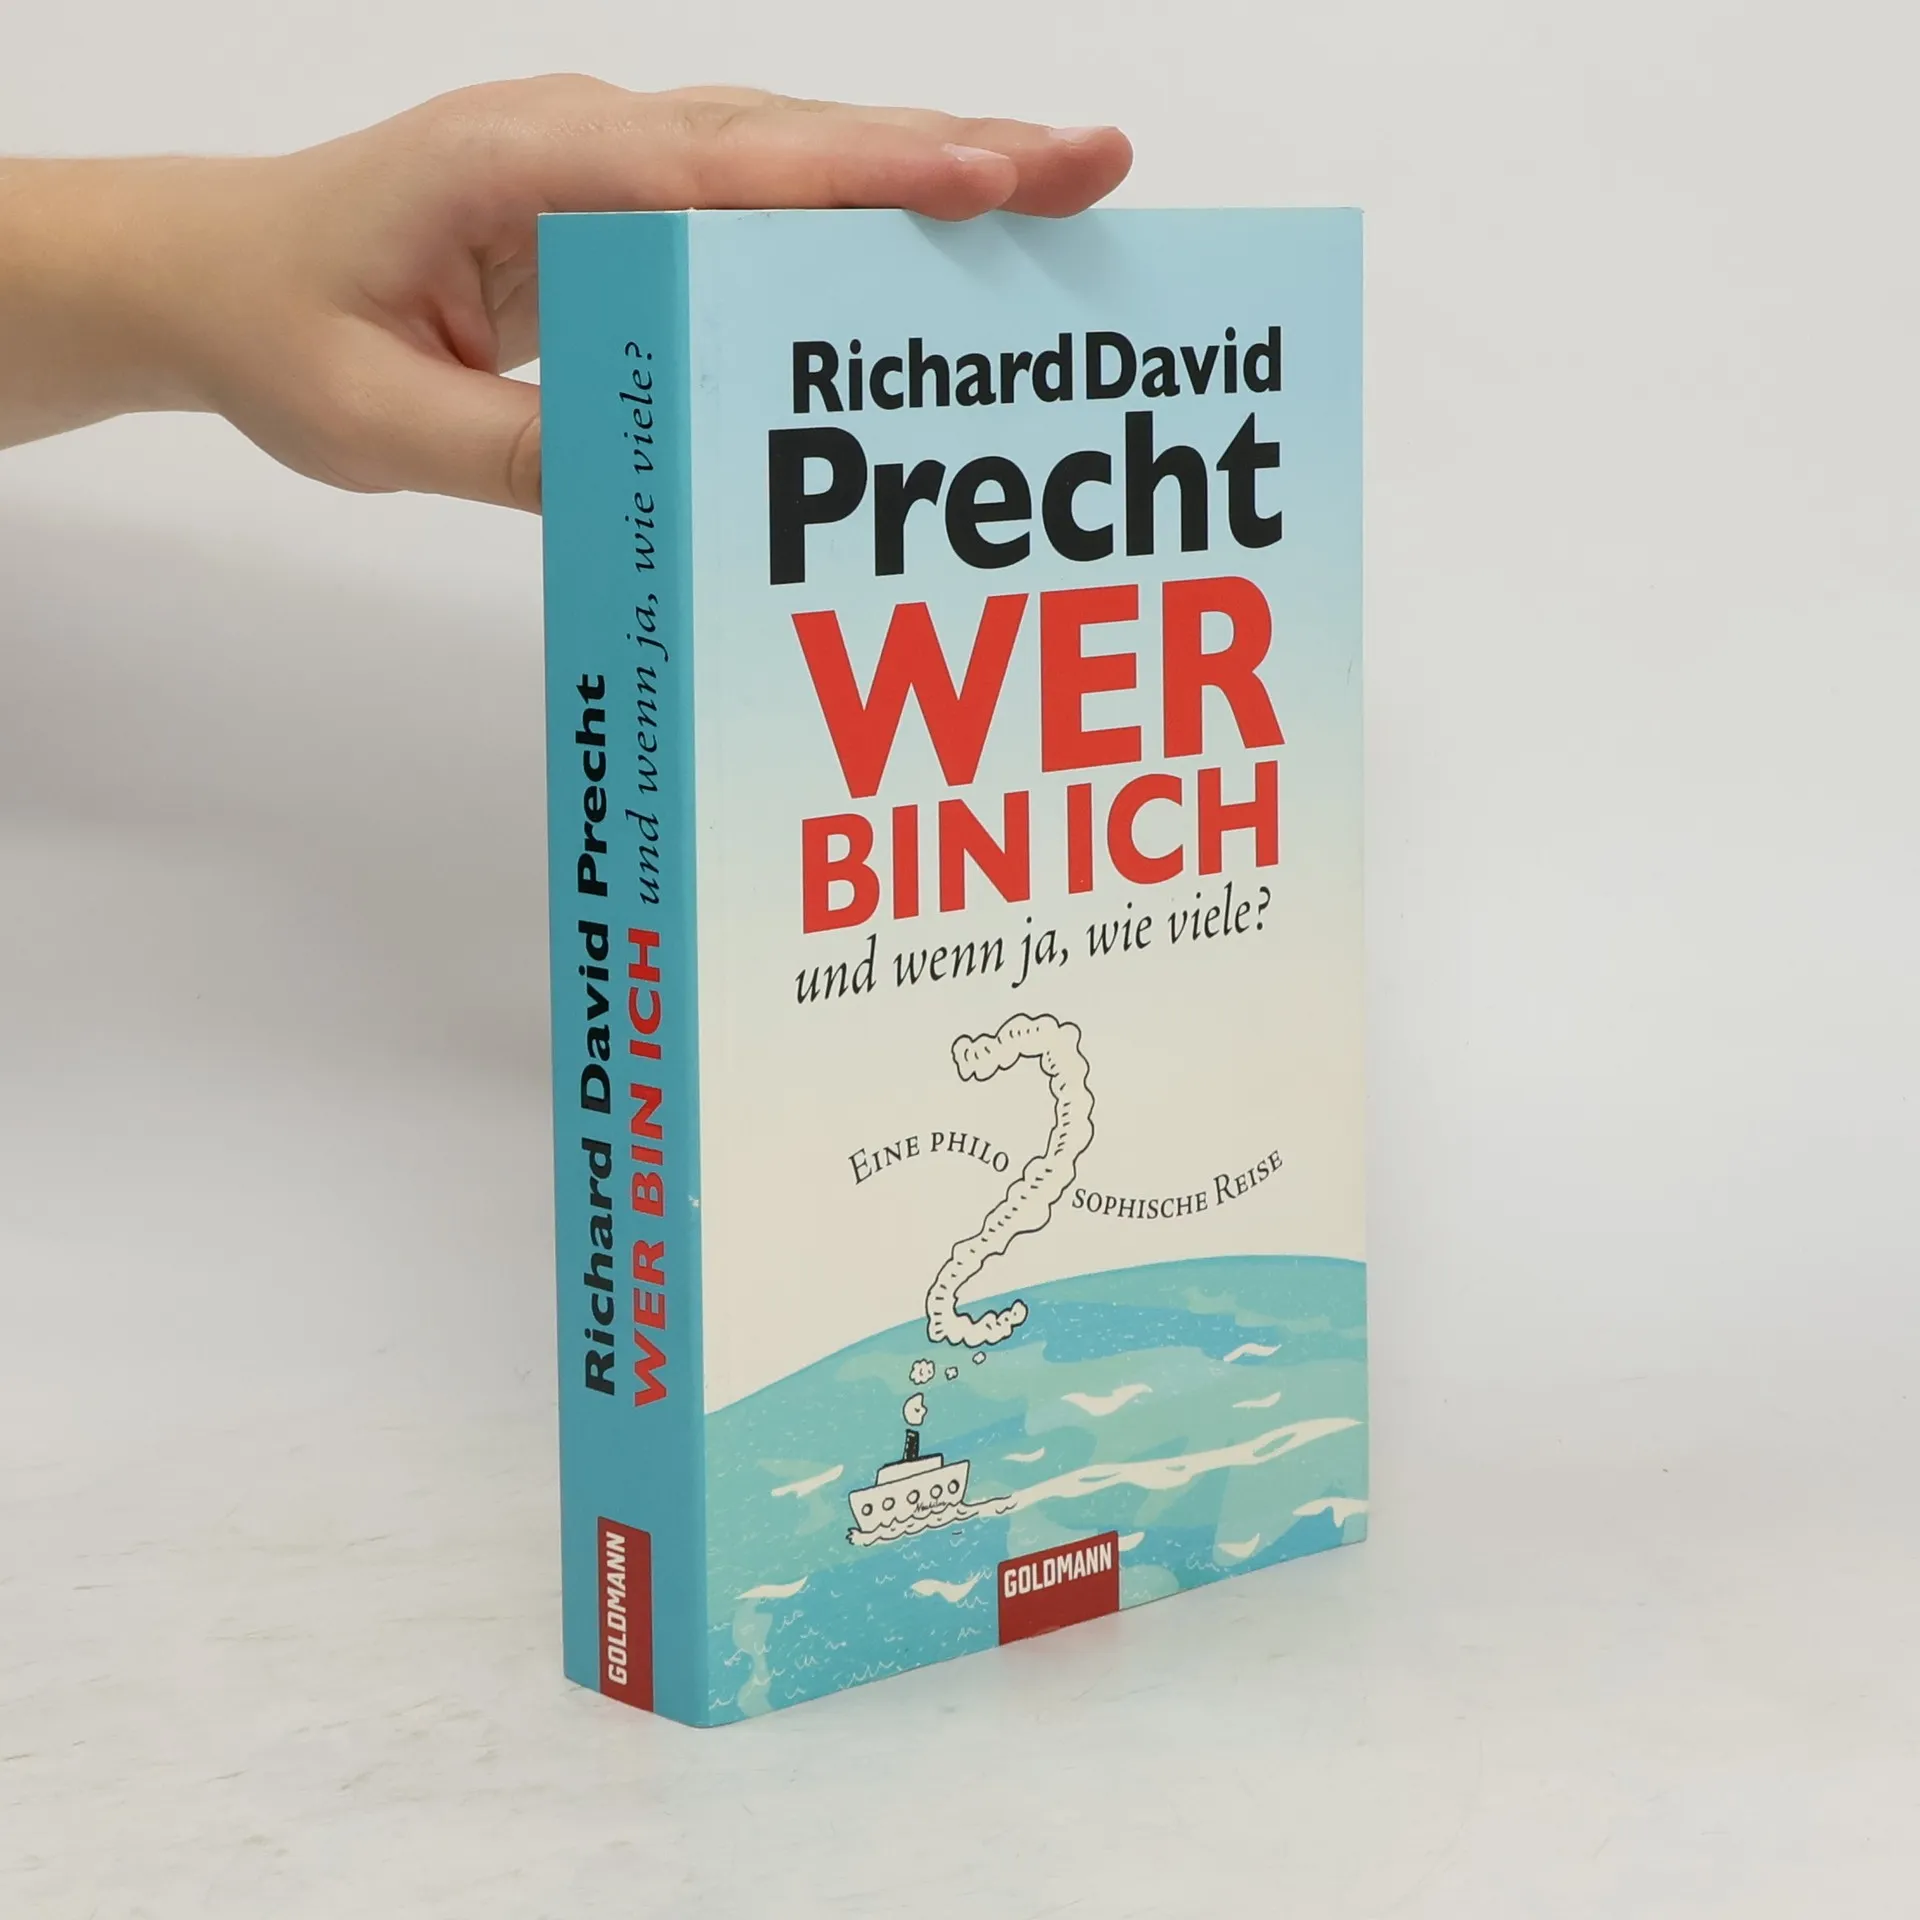 Richard David
Precht
WER
BIN ICH
und wenn ja, wie viele?
EINE PHILO
SOPHISCHE REISE
GOLDMANN
Richard David Precht
WER BIN ICH und wenn ja, wie viele?
GOLDMANN